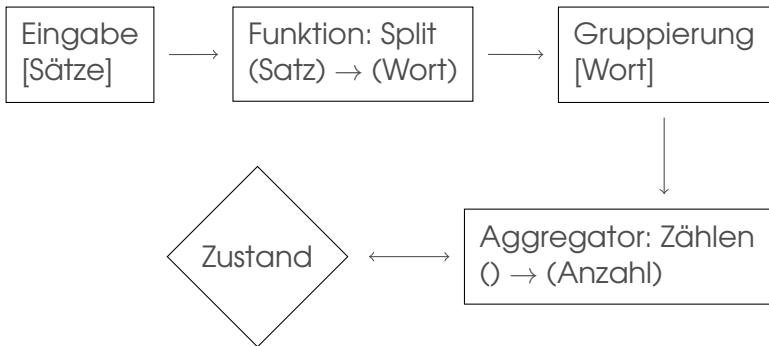 Eingabe
[Sätze]
Funktion: Split
(Satz) → (Wort)
Gruppierung
[Wort]
Aggregator: Zählen
() → (Anzahl)
Zustand